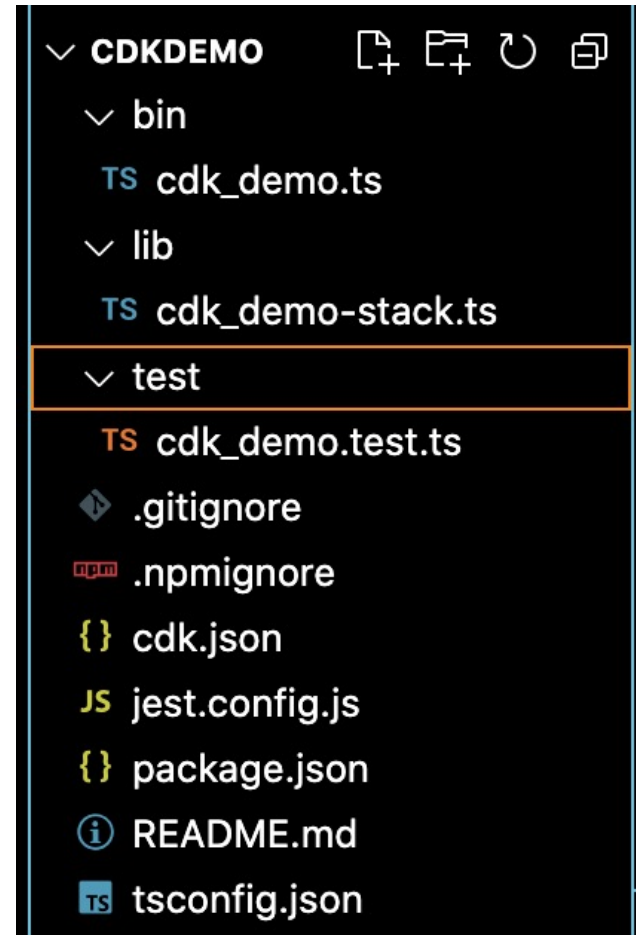 CDKDEMO
bin
TS cdk_demo.ts
lib
TS cdk_demo-stack.ts
test
TS cdk_demo.test.ts
.gitignore
npm .npmignore
{} cdk.json
JS jest.config.js
{} package.json
README.md
TS tsconfig.json